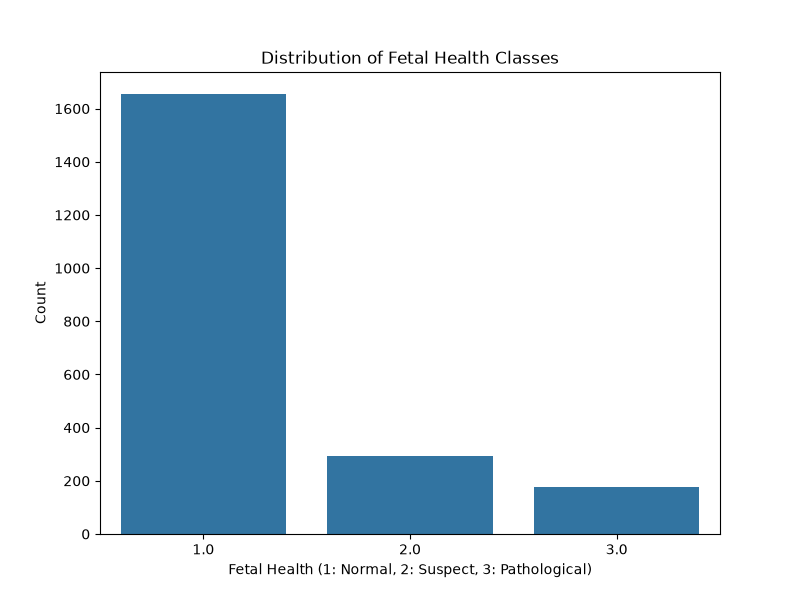 Distribution of Fetal Health Classes
1600
1400
1200
1000
800
600
400
200
0
Count
1.0 2.0 3.0
Fetal Health (1: Normal, 2: Suspect, 3: Pathological)